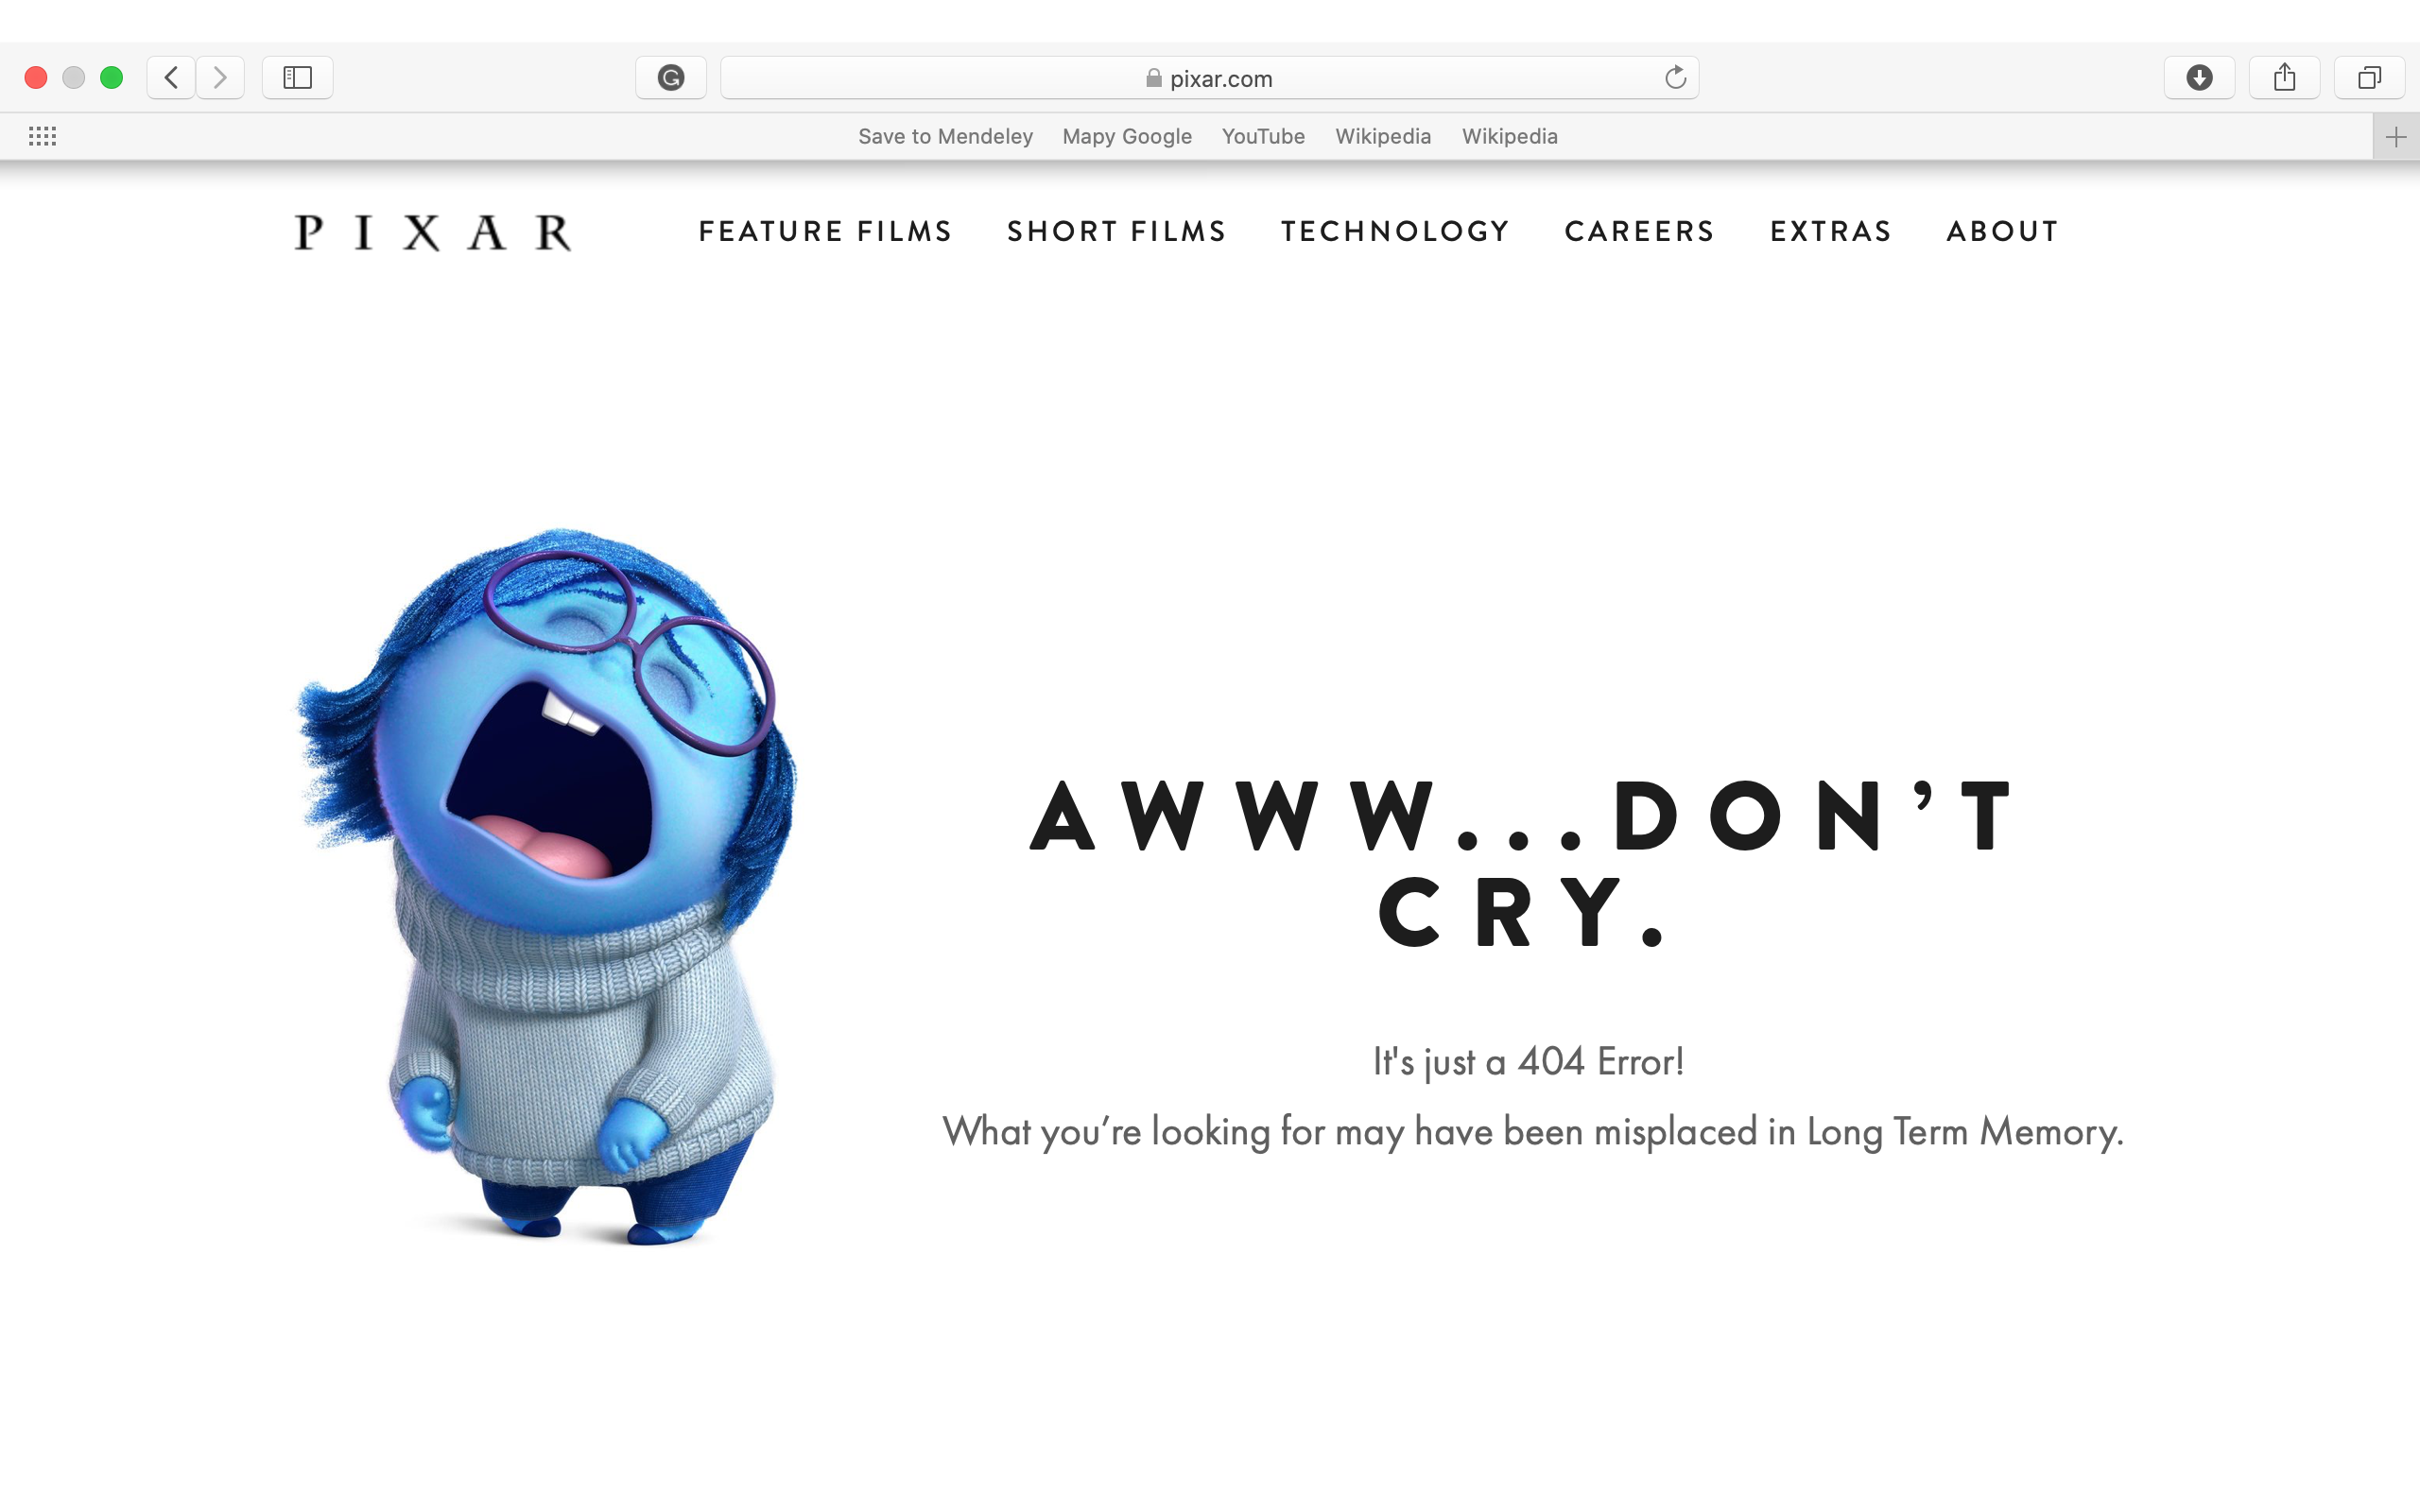 pixar.com
Save to Mendeley Mapy Google YouTube Wikipedia Wikipedia
PIXAR FEATURE FILMS SHORT FILMS TECHNOLOGY CAREERS EXTRAS ABOUT
AWWW...DON’T
CRY.
It's just a 404 Error!
What you’re looking for may have been misplaced in Long Term Memory.